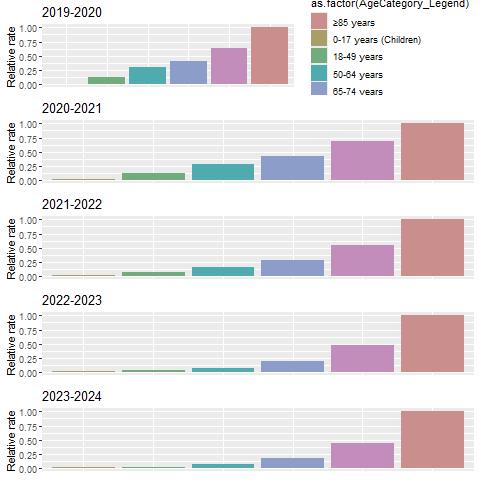 2019-2020
as.factor(AgeCategory_Legend)
Relative rate
1.00
0.75
0.50
0.25
0.00
≥85 years
0-17 years (Children)
18-49 years
50-64 years
65-74 years
2020-2021
Relative rate
1.00
0.75
0.50
0.25
0.00
2021-2022
Relative rate
1.00
0.75
0.50
0.25
0.00
2022-2023
Relative rate
1.00
0.75
0.50
0.25
0.00
2023-2024
Relative rate
1.00
0.75
0.50
0.25
0.00